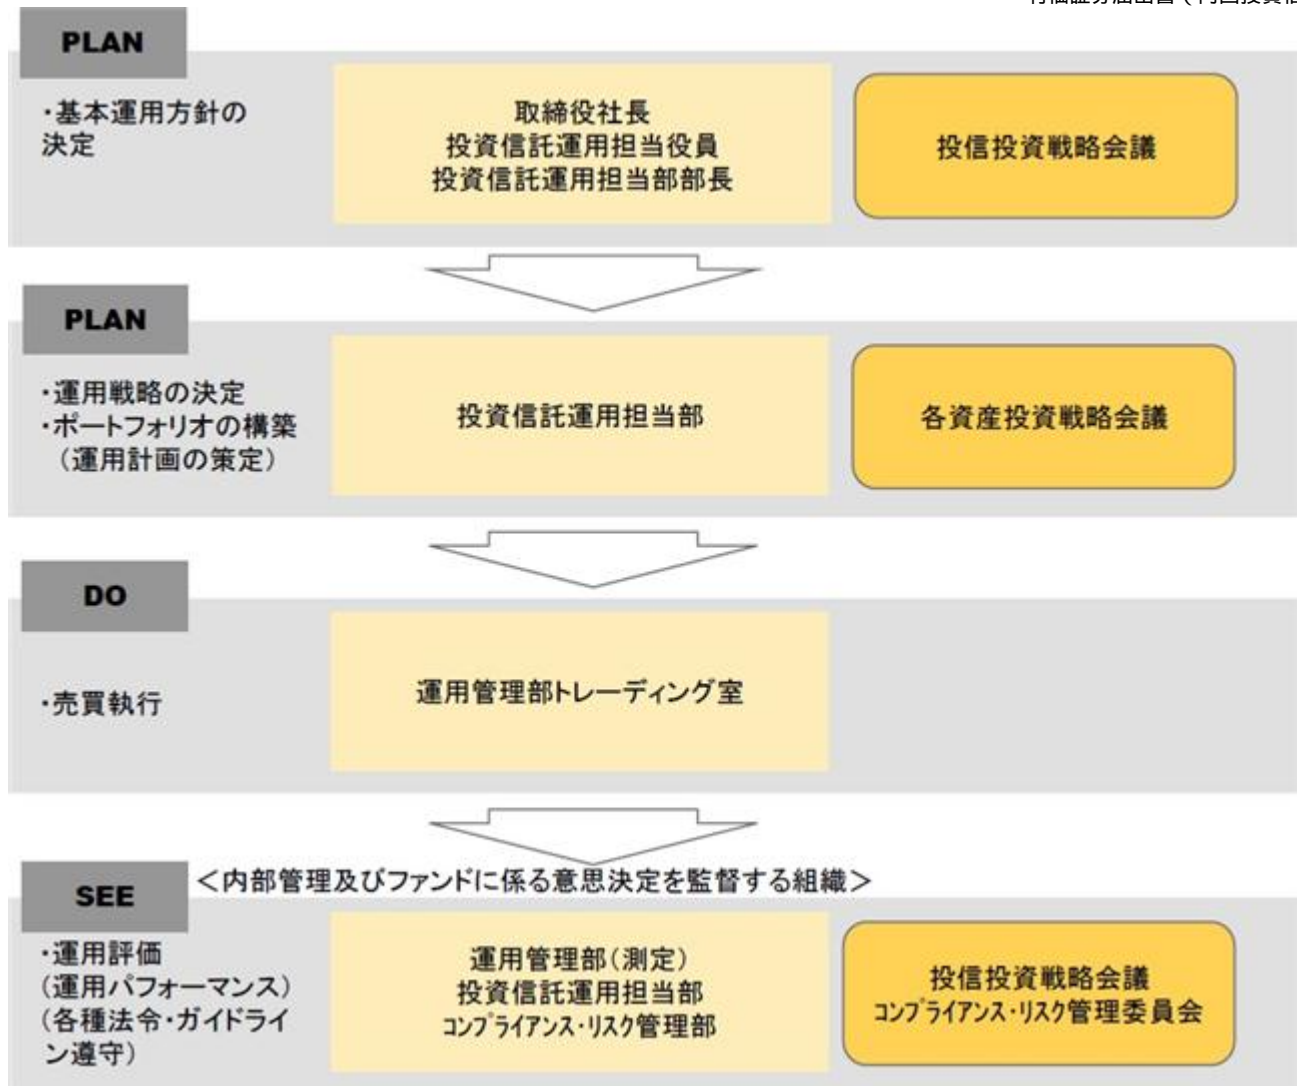 PLAN
・基本運用方針の
決定
取締役社長
投資信託運用担当役員
投資信託運用担当部部長
投信投資戦略会議
PLAN
・運用戦略の決定
・ポートフォリオの構築
（運用計画の策定）
投資信託運用担当部
各資産投資戦略会議
DO
・売買執行
運用管理部トレーディング室
SEE
＜内部管理及びファンドに係る意思決定を監督する組織＞
・運用評価
(運用パフォーマンス)
(各種法令・ガイドライ
ン遵守)
運用管理部(測定)
投資信託運用担当部
ｺﾝﾌﾟﾗｲｱﾝｽ･ﾘｽｸ管理部
投信投資戦略会議
ｺﾝﾌﾟﾗｲｱﾝｽ･ﾘｽｸ管理委員会